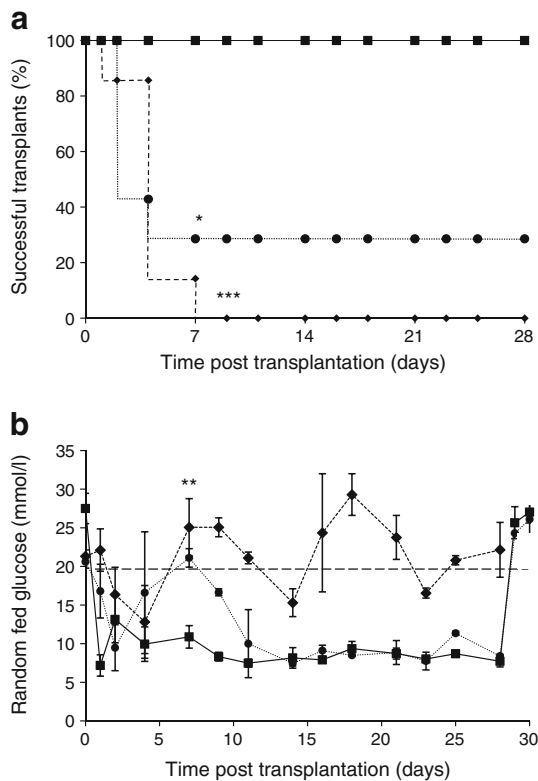 a
Successful transplants (%)
100
80
60
40
20
0
*
***
0 7 14 21 28
Time post transplantation (days)
b
Random fed glucose (mmol/l)
35
30
25
20
15
10
5
0
**
0 5 10 15 20 25 30
Time post transplantation (days)